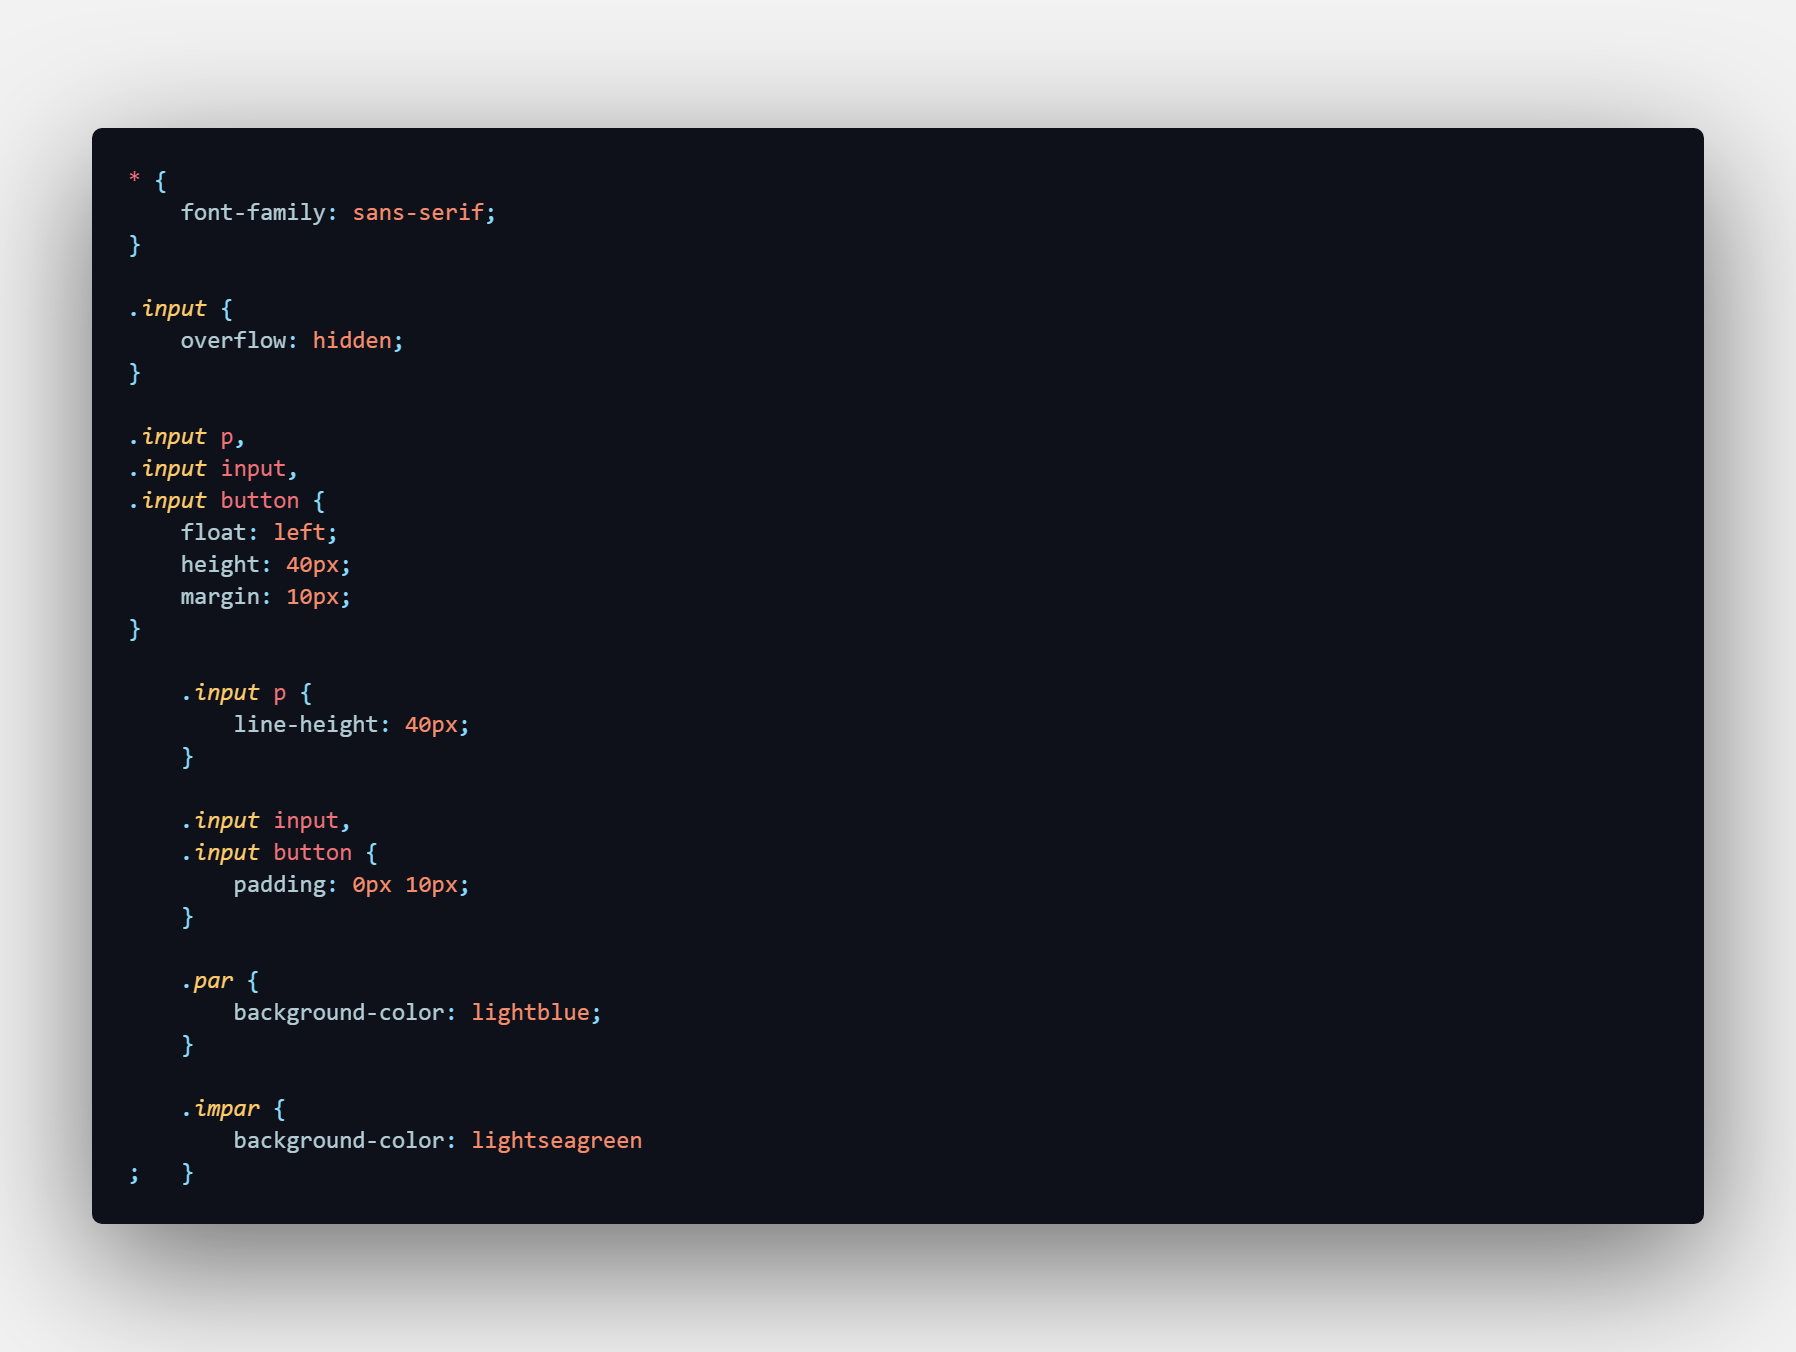 * {
    font-family: sans-serif;
}

.input {
    overflow: hidden;
}

.input p,
.input input,
.input button {
    float: left;
    height: 40px;
    margin: 10px;
}

    .input p {
        line-height: 40px;
    }

    .input input,
    .input button {
        padding: 0px 10px;
    }

    .par {
        background-color: lightblue;
    }

    .impar {
        background-color: lightseagreen
;   }